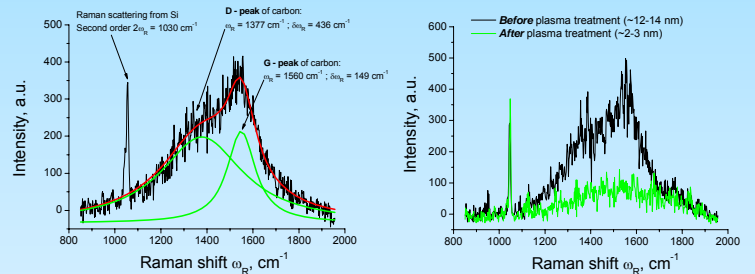 Raman scattering from Si
Second order 2ω_R = 1030 cm⁻¹
D - peak of carbon:
ω_R = 1377 cm⁻¹ ; δω_R = 436 cm⁻¹
G - peak of carbon:
ω_R = 1560 cm⁻¹ ; δω_R = 149 cm⁻¹
Intensity, a.u.
400
350
300
250
200
150
100
50
0
800 1000 1200 1400 1600 1800 2000
Raman shift ω_R, cm⁻¹
Before plasma treatment (~12-14 nm)
After plasma treatment (~2-3 nm)
Intensity, a.u.
600
500
400
300
200
100
0
800 1000 1200 1400 1600 1800 2000
Raman shift ω_R, cm⁻¹